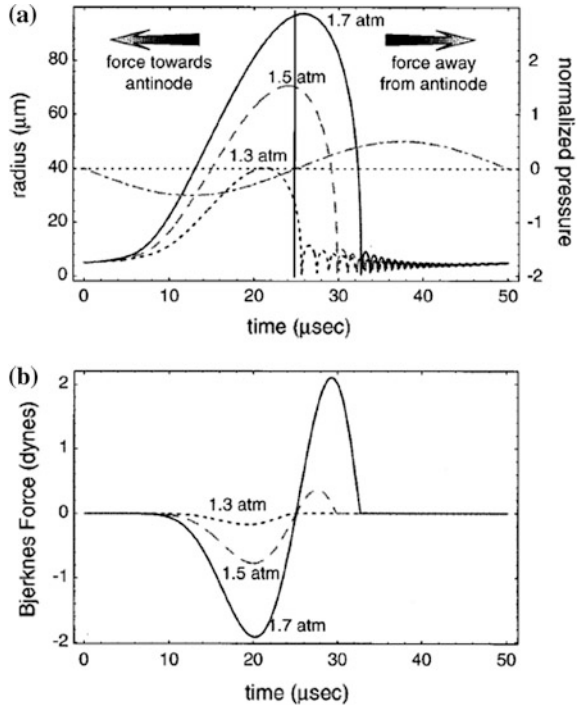 (a)
force towards
antinode
force away
from antinode
1.7 atm
1.5 atm
1.3 atm
radius (μm)
80
60
40
20
0
normalized pressure
2
1
0
-1
-2
0
10
20
30
40
50
time (μsec)
(b)
Bjerknes Force (dynes)
2
1
0
-1
-2
1.3 atm
1.5 atm
1.7 atm
0
10
20
30
40
50
time (μsec)